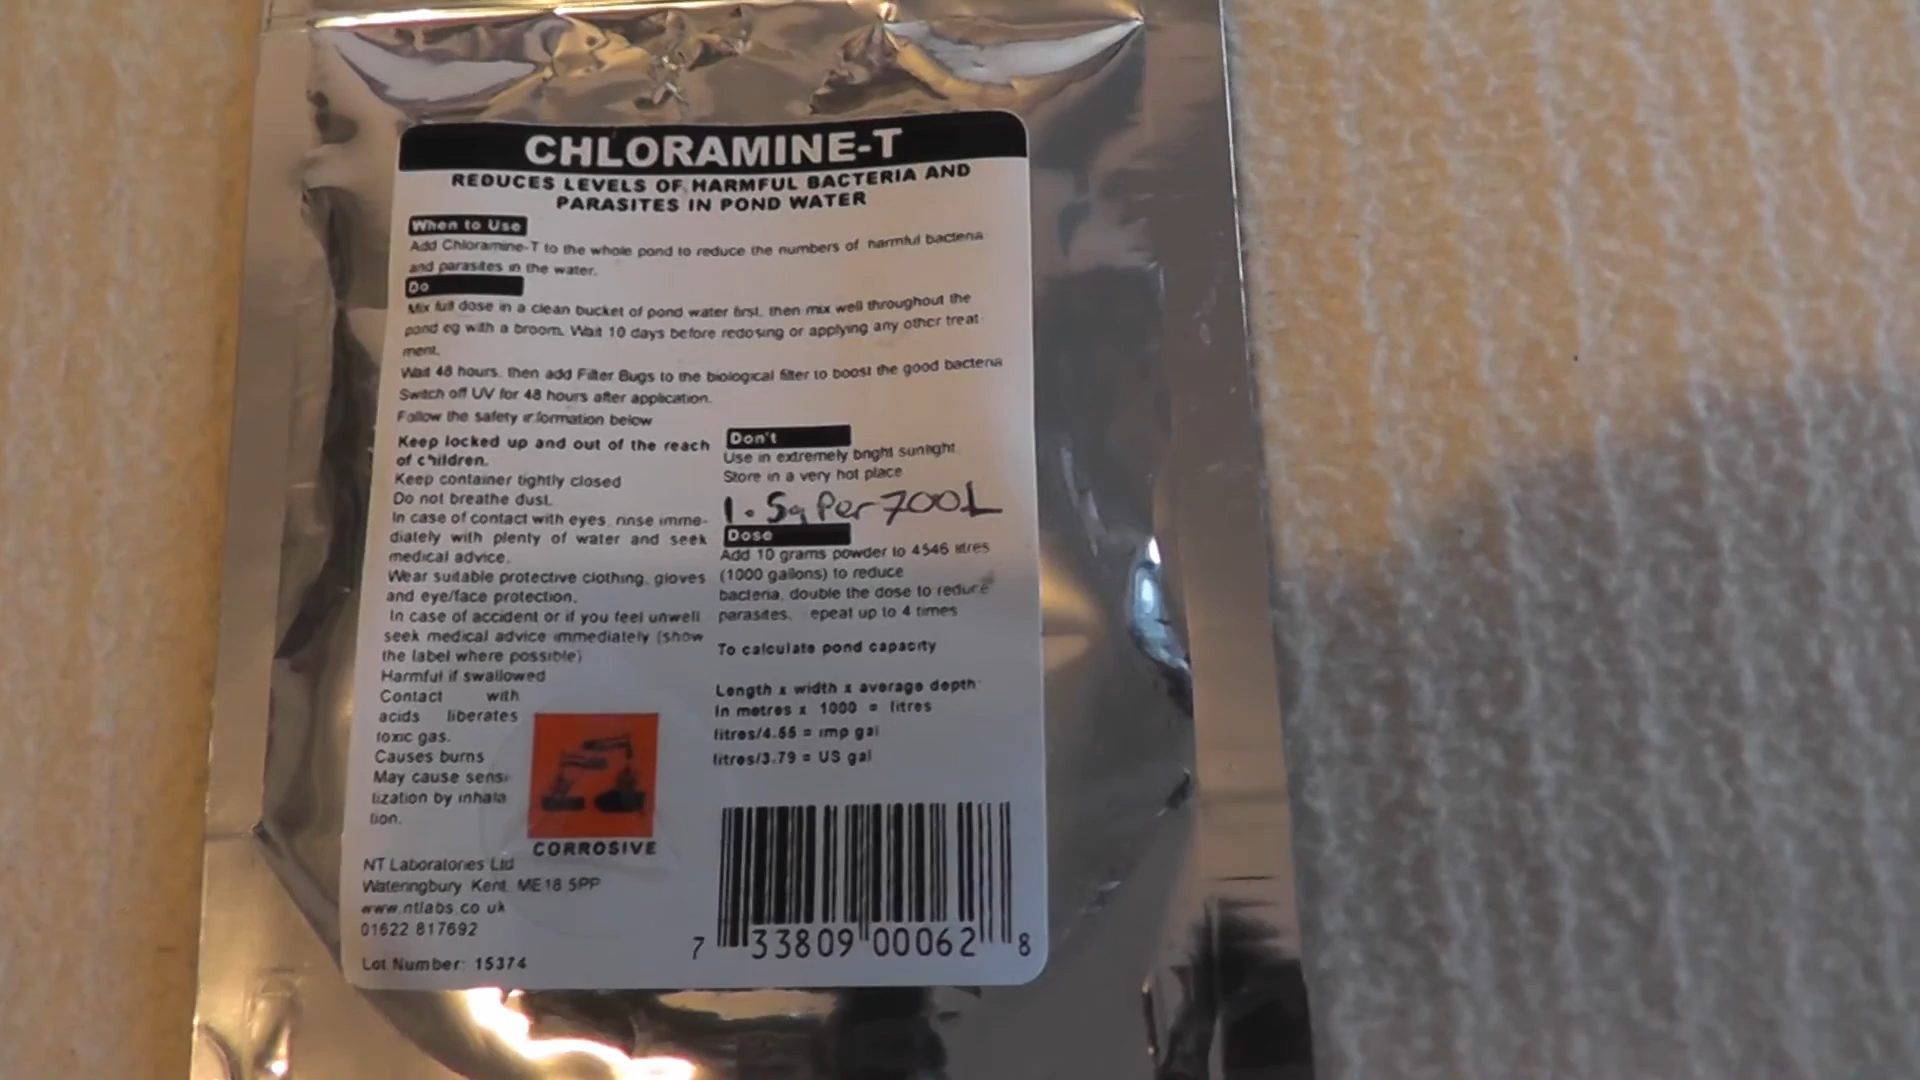 CHLORAMINE-T
REDUCES LEVELS OF HARMFUL BACTERIA AND
PARASITES IN POND WATER
When to Use
Add Chloramine-T to the whole pond to reduce the numbers of harmful bacteria
and parasites in the water.
Do
Mix full dose in a clean bucket of pond water first, then mix well throughout the
pond eg with a broom. Wait 10 days before redosing or applying any other treat
ment.
Wait 48 hours, then add Filter Bugs to the biological filter to boost the good bacteria
Switch off UV for 48 hours after application.
Follow the safety information below
Keep locked up and out of the reach
of children.
Keep container tightly closed
Do not breathe dust.
In case of contact with eyes, rinse imme-
diately with plenty of water and seek
medical advice.
Wear suitable protective clothing, gloves
and eye/face protection.
In case of accident or if you feel unwell
seek medical advice immediately (show
the label where possible)
Harmful if swallowed
Contact with
acids liberates
toxic gas.
Causes burns
May cause sensi
tization by inhala
tion.
CORROSIVE
NT Laboratories Ltd
Wateringbury Kent ME18 5PP
www.ntlabs.co.uk
01622 817692
Lot Number: 15374
Don't
Use in extremely bright sunlight
Store in a very hot place
1.5g Per 700L
Dose
Add 10 grams powder to 4546 litres
(1000 gallons) to reduce
bacteria, double the dose to reduce
parasites. epeat up to 4 times
To calculate pond capacity
Length x width x average depth
In metres x 1000 = litres
litres/4.55 = imp gal
litres/3.79 = US gal
7 33809 00062 8